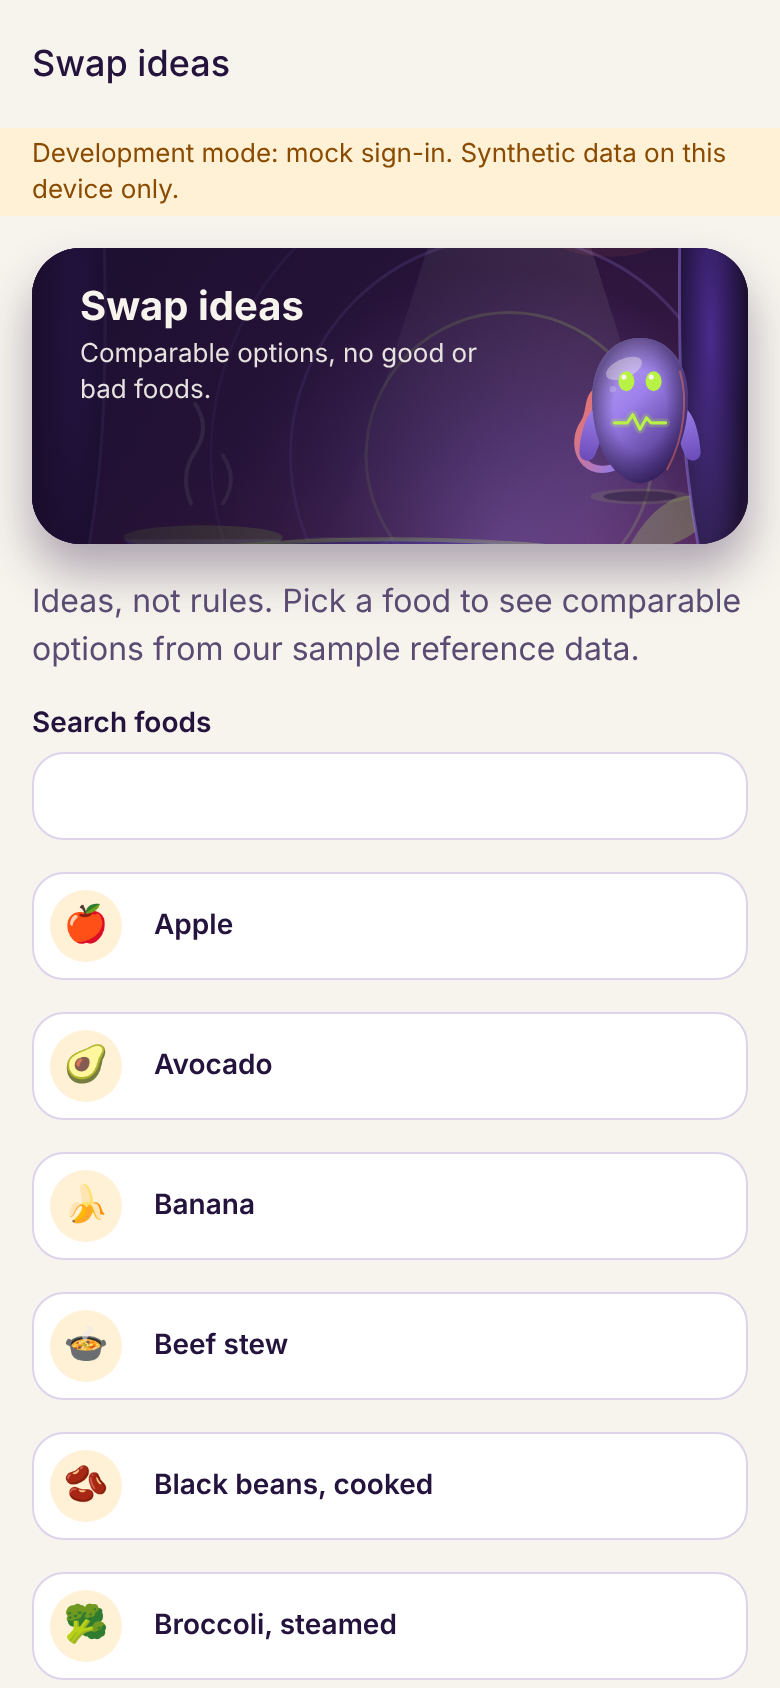 Swap ideas
Development mode: mock sign-in. Synthetic data on this
device only.
Swap ideas
Comparable options, no good or
bad foods.
Ideas, not rules. Pick a food to see comparable
options from our sample reference data.
Search foods
Apple
Avocado
Banana
Beef stew
Black beans, cooked
Broccoli, steamed